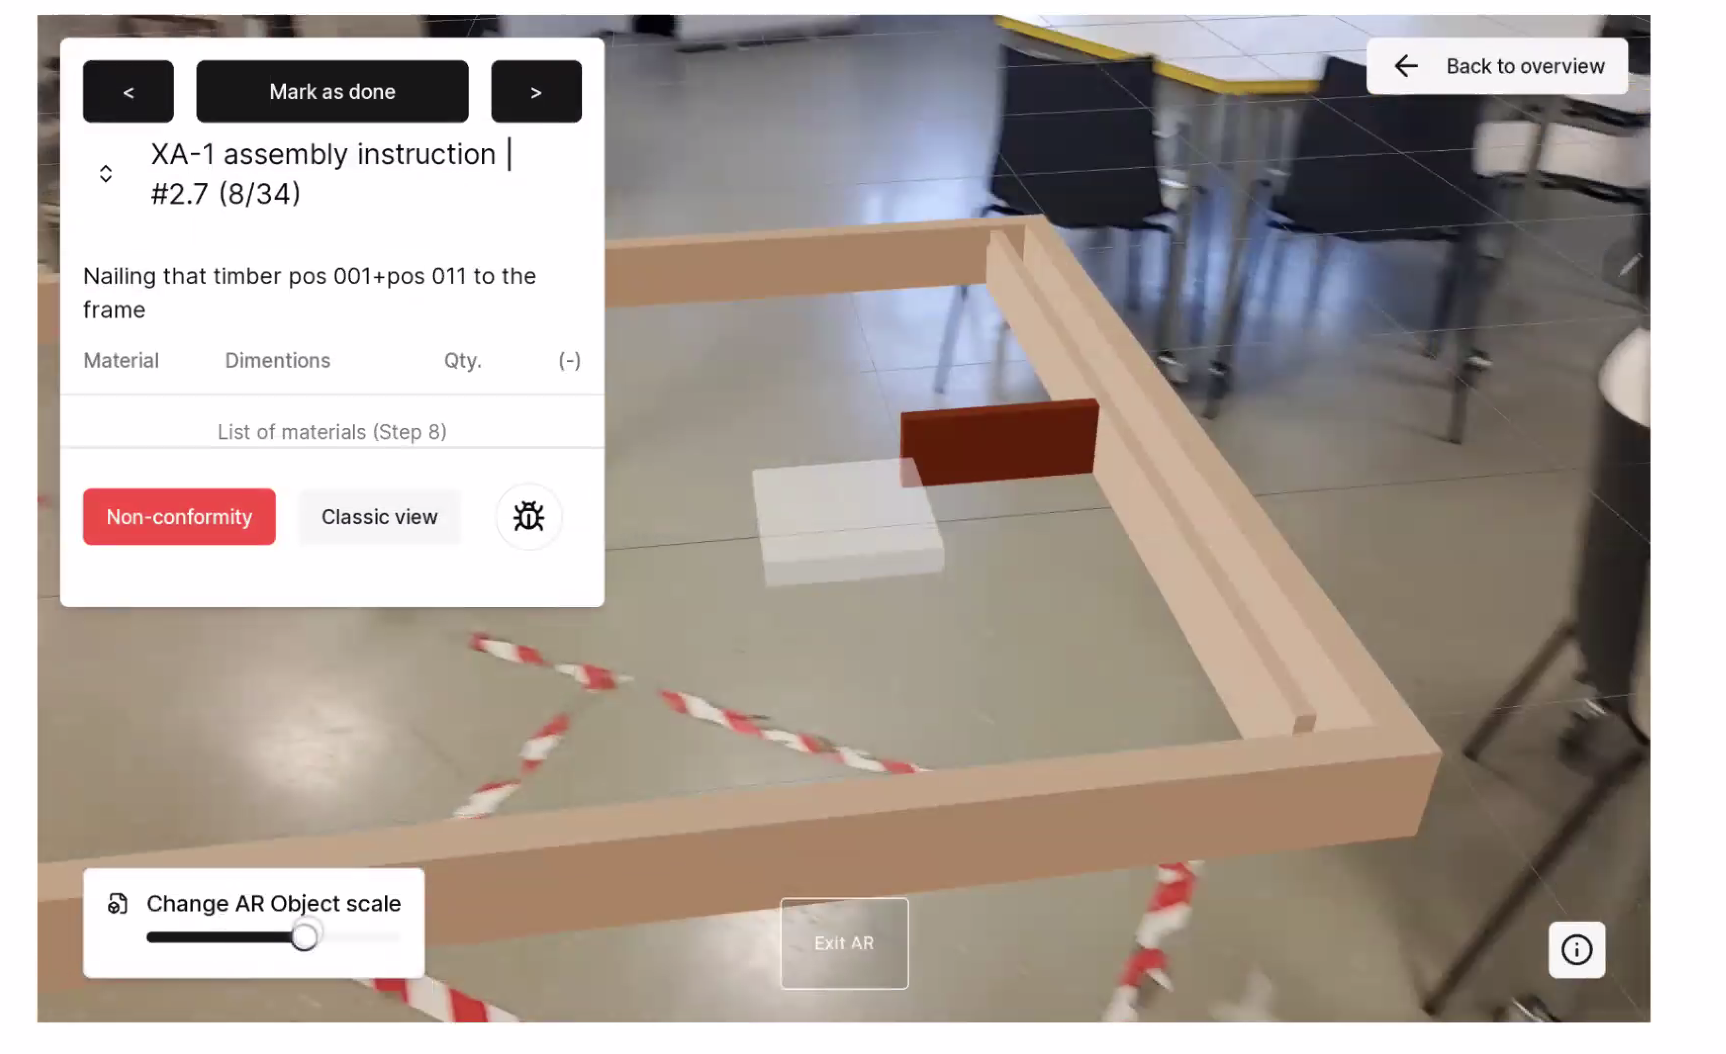 <
Mark as done
>
Back to overview
XA-1 assembly instruction |
#2.7 (8/34)
Nailing that timber pos 001+pos 011 to the
frame
Material Dimentions Qty. (-)
List of materials (Step 8)
Non-conformity Classic view
Change AR Object scale
Exit AR